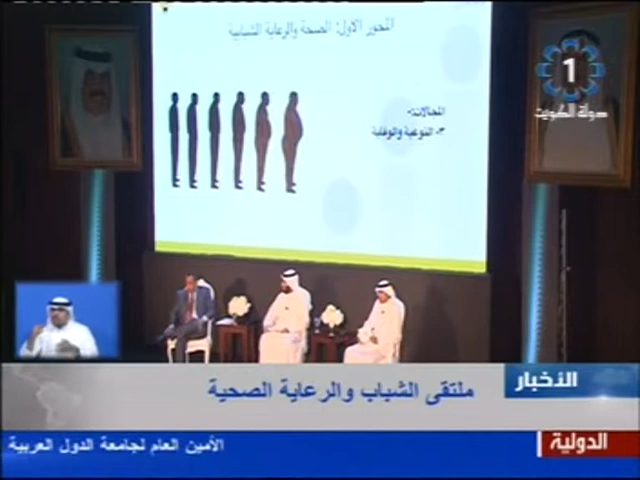 المحور الأول: الصحة والرعاية الشبابية
المجالات:-
٣- التوعية والوقاية
1
دولة الكويت
الأخبار
ملتقى الشباب والرعاية الصحية
الدولية
الأمين العام لجامعة الدول العربية